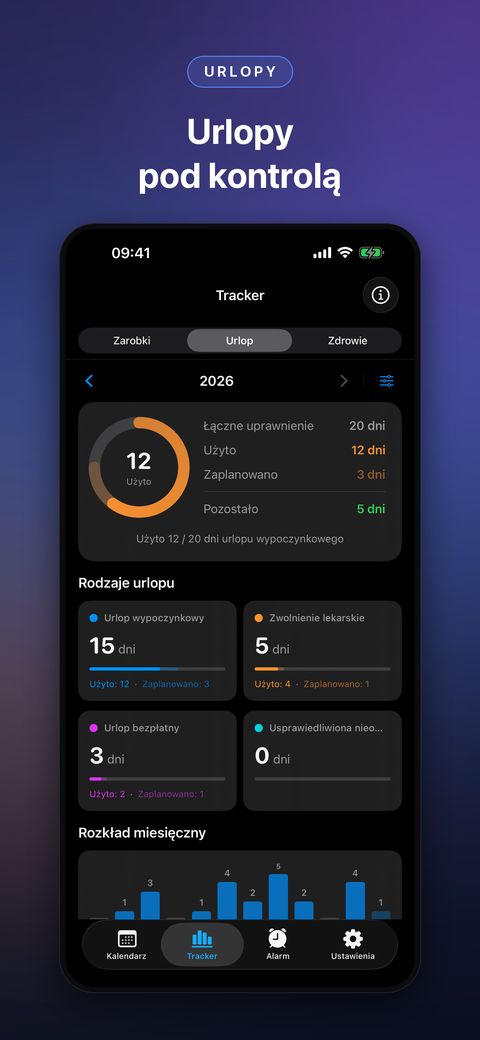 URLOPY
Urlopy
pod kontrolą
09:41
Tracker
Zarobki Urlop Zdrowie
2026
12
Użyto
Łączne uprawnienie 20 dni
Użyto 12 dni
Zaplanowano 3 dni
Pozostało 5 dni
Użyto 12 / 20 dni urlopu wypoczynkowego
Rodzaje urlopu
Urlop wypoczynkowy
15 dni
Użyto: 12 · Zaplanowano: 3
Zwolnienie lekarskie
5 dni
Użyto: 4 · Zaplanowano: 1
Urlop bezpłatny
3 dni
Użyto: 2 · Zaplanowano: 1
Usprawiedliwiona nieo...
0 dni
Rozkład miesięczny
1 3 1 4 2 5 2 4 1
Kalendarz Tracker Alarm Ustawienia